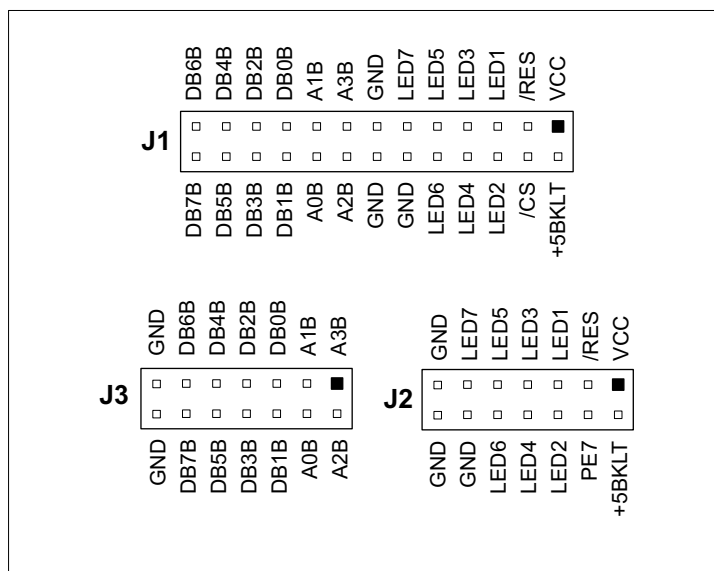 DB6B DB4B DB2B DB0B A1B A3B GND LED7 LED5 LED3 LED1 /RES VCC
J1
DB7B DB5B DB3B DB1B A0B A2B GND GND LED6 LED4 LED2 /CS +5BKLT
GND DB6B DB4B DB2B DB0B A1B A3B
J3
GND DB7B DB5B DB3B DB1B A0B A2B
GND LED7 LED5 LED3 LED1 /RES VCC
J2
GND GND LED6 LED4 LED2 PE7 +5BKLT